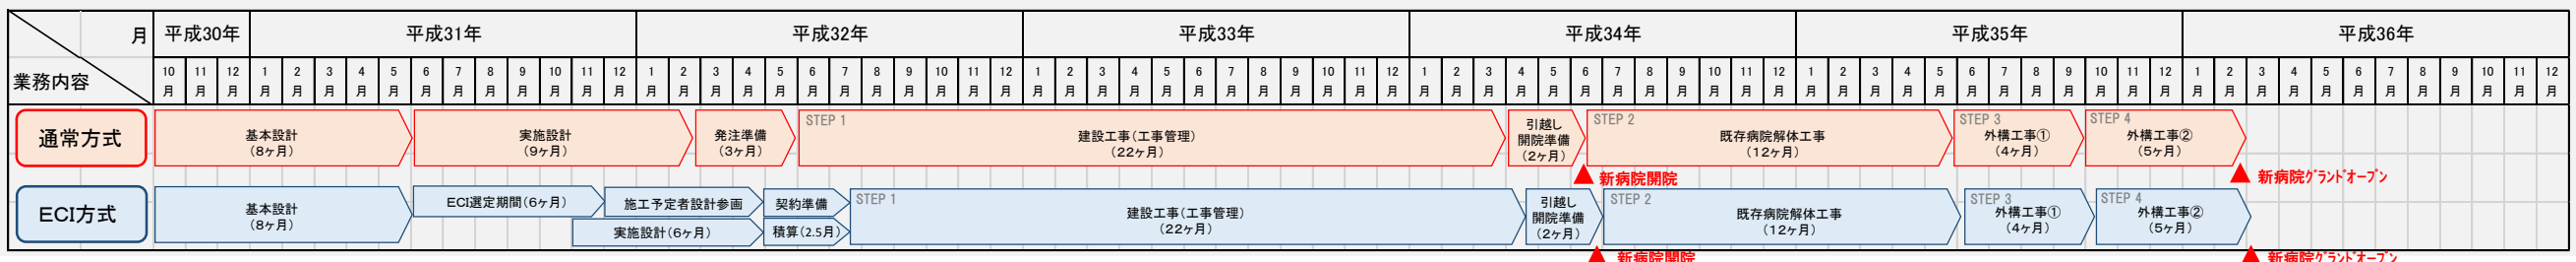 月 平成30年 平成31年 平成32年 平成33年 平成34年 平成35年 平成36年
業務内容 10月 11月 12月 1月 2月 3月 4月 5月 6月 7月 8月 9月 10月 11月 12月 1月 2月 3月 4月 5月 6月 7月 8月 9月 10月 11月 12月 1月 2月 3月 4月 5月 6月 7月 8月 9月 10月 11月 12月 1月 2月 3月 4月 5月 6月 7月 8月 9月 10月 11月 12月 1月 2月 3月 4月 5月 6月 7月 8月 9月 10月 11月 12月 1月 2月 3月 4月 5月 6月 7月 8月 9月 10月 11月 12月
通常方式
基本設計
(8ヶ月)
実施設計
(9ヶ月)
発注準備
(3ヶ月)
STEP 1
建設工事(工事管理)
(22ヶ月)
引越し
開院準備
(2ヶ月)
STEP 2
既存病院解体工事
(12ヶ月)
STEP 3
外構工事①
(4ヶ月)
STEP 4
外構工事②
(5ヶ月)
▲新病院開院
▲新病院ｸﾞﾗﾝﾄﾞｵｰﾌﾟﾝ
ECI方式
基本設計
(8ヶ月)
ECI選定期間(6ヶ月)
施工予定者設計参画
契約準備
実施設計(6ヶ月)
積算(2.5月)
STEP 1
建設工事(工事管理)
(22ヶ月)
引越し
開院準備
(2ヶ月)
STEP 2
既存病院解体工事
(12ヶ月)
STEP 3
外構工事①
(4ヶ月)
STEP 4
外構工事②
(5ヶ月)
▲新病院開院
▲新病院ｸﾞﾗﾝﾄﾞｵｰﾌﾟﾝ